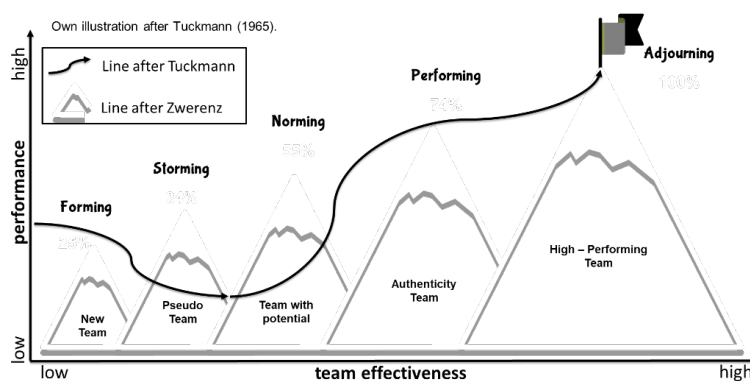 Own illustration after Tuckmann (1965).
Line after Tuckmann
Line after Zwerenz
high
performance
low
Forming
Storming
Norming
Performing
Adjourning
74%
100%
New
Team
Pseudo
Team
Team with
potential
Authenticity
Team
High – Performing
Team
low
team effectiveness
high